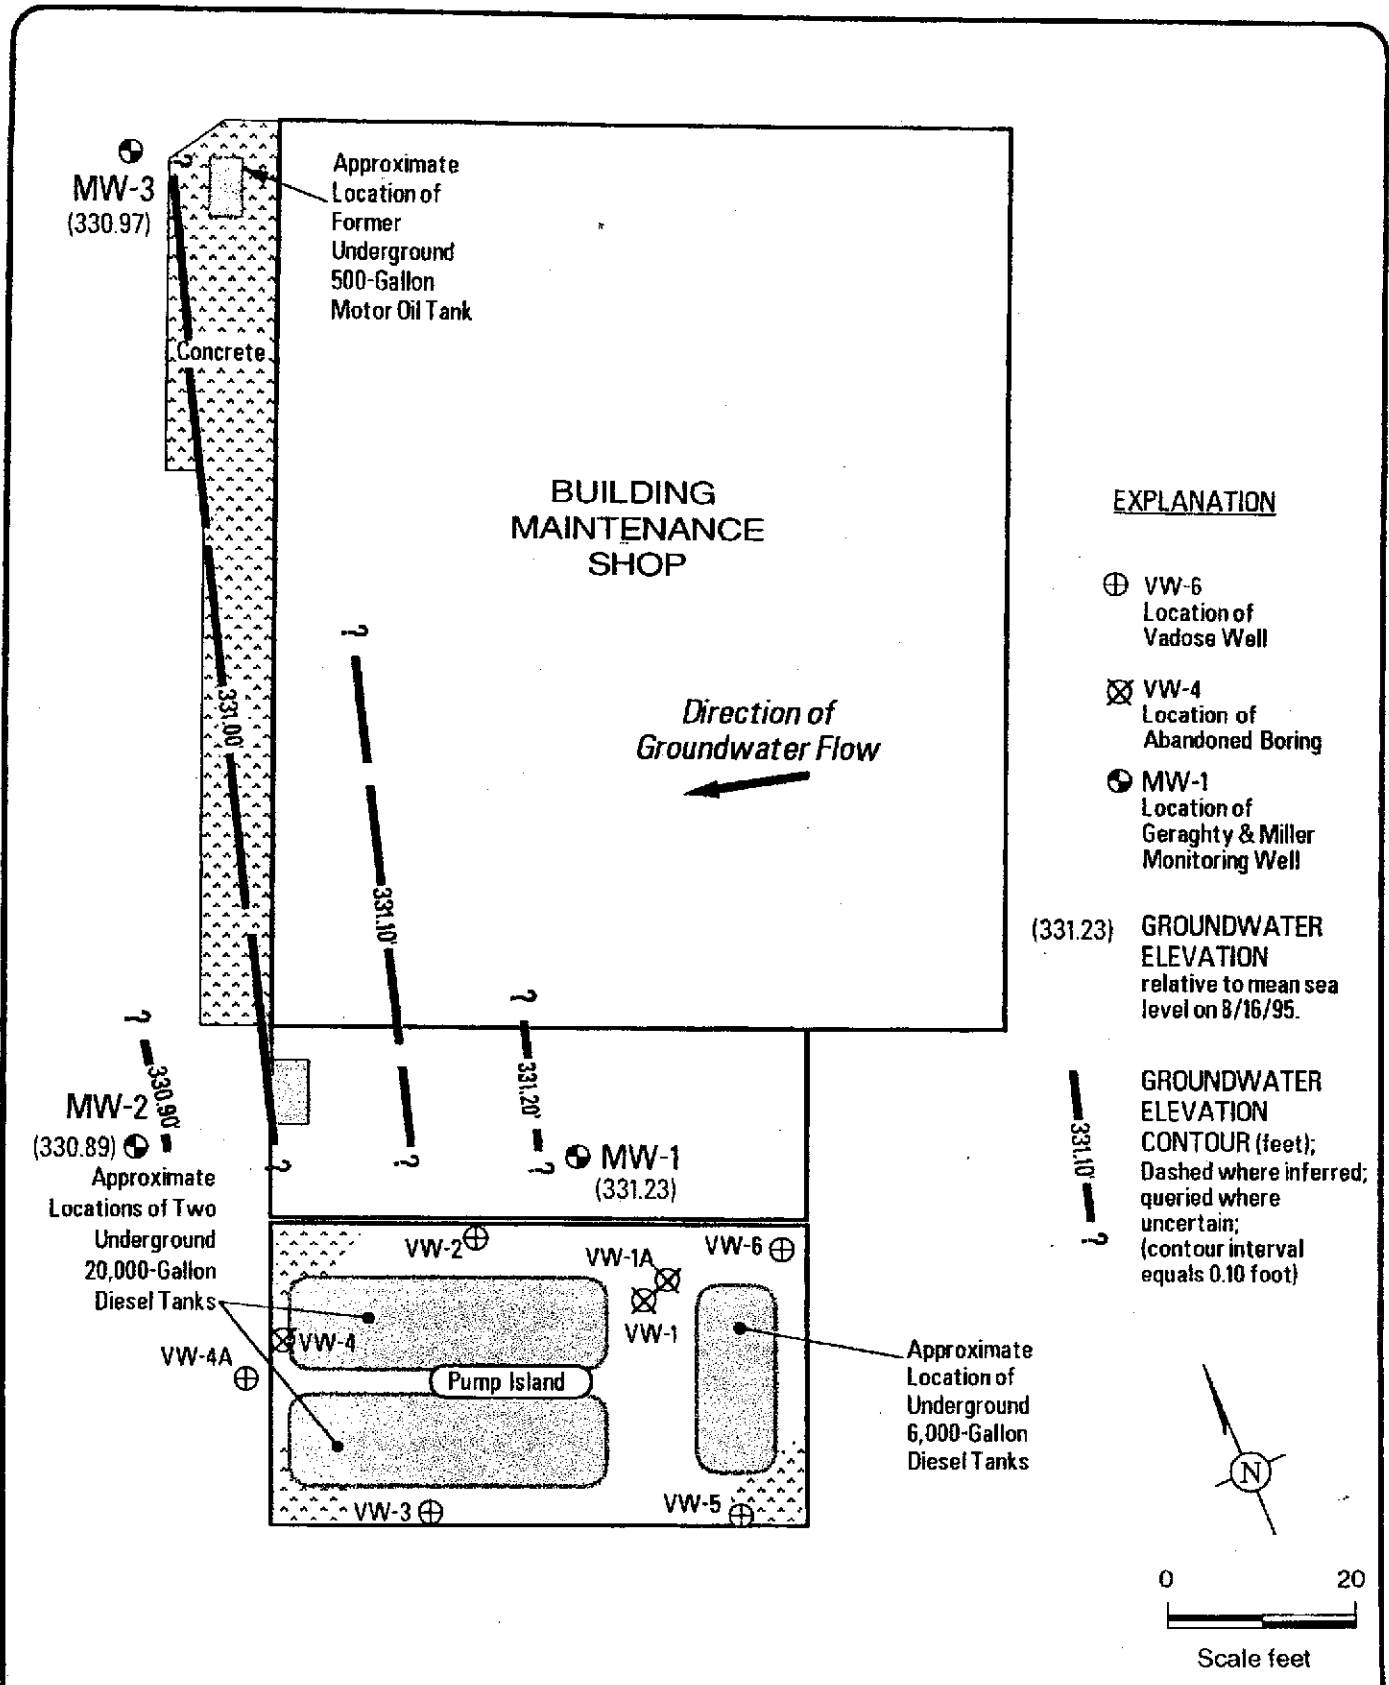 MW-3
(330.97)
?
Approximate
Location of
Former
Underground
500-Gallon
Motor Oil Tank
Concrete
BUILDING
MAINTENANCE
SHOP
?
331.00'
Direction of
Groundwater Flow
331.10'
?
?
330.90'
331.20'
MW-2
(330.89)
?
?
?
MW-1
(331.23)
Approximate
Locations of Two
Underground
20,000-Gallon
Diesel Tanks
VW-2
VW-1A
VW-6
VW-1
VW-4
VW-4A
Pump Island
VW-3
VW-5
Approximate
Location of
Underground
6,000-Gallon
Diesel Tanks
EXPLANATION
VW-6
Location of
Vadose Well
VW-4
Location of
Abandoned Boring
MW-1
Location of
Geraghty & Miller
Monitoring Well
(331.23) GROUNDWATER
ELEVATION
relative to mean sea
level on 8/16/95.
331.10'
?
GROUNDWATER
ELEVATION
CONTOUR (feet);
Dashed where inferred;
queried where
uncertain;
(contour interval
equals 0.10 foot)
N
0 20
Scale feet